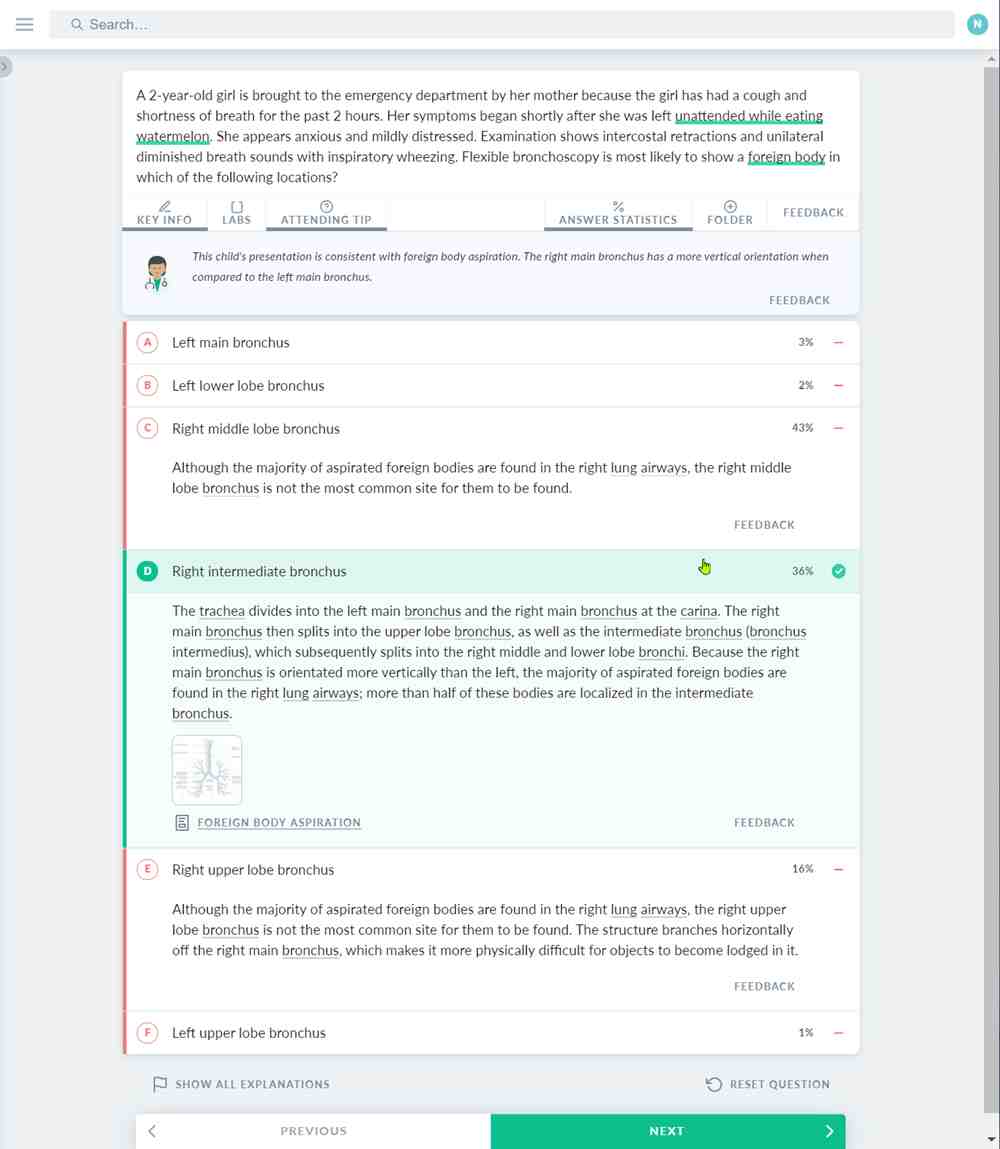 Search...
N
A 2-year-old girl is brought to the emergency department by her mother because the girl has had a cough and
shortness of breath for the past 2 hours. Her symptoms began shortly after she was left unattended while eating
watermelon. She appears anxious and mildly distressed. Examination shows intercostal retractions and unilateral
diminished breath sounds with inspiratory wheezing. Flexible bronchoscopy is most likely to show a foreign body in
which of the following locations?
KEY INFO LABS ATTENDING TIP ANSWER STATISTICS FOLDER FEEDBACK
This child's presentation is consistent with foreign body aspiration. The right main bronchus has a more vertical orientation when
compared to the left main bronchus.
FEEDBACK
A Left main bronchus 3%
B Left lower lobe bronchus 2%
C Right middle lobe bronchus 43%
Although the majority of aspirated foreign bodies are found in the right lung airways, the right middle
lobe bronchus is not the most common site for them to be found.
FEEDBACK
D Right intermediate bronchus 36%
The trachea divides into the left main bronchus and the right main bronchus at the carina. The right
main bronchus then splits into the upper lobe bronchus, as well as the intermediate bronchus (bronchus
intermedius), which subsequently splits into the right middle and lower lobe bronchi. Because the right
main bronchus is orientated more vertically than the left, the majority of aspirated foreign bodies are
found in the right lung airways; more than half of these bodies are localized in the intermediate
bronchus.
FOREIGN BODY ASPIRATION FEEDBACK
E Right upper lobe bronchus 16%
Although the majority of aspirated foreign bodies are found in the right lung airways, the right upper
lobe bronchus is not the most common site for them to be found. The structure branches horizontally
off the right main bronchus, which makes it more physically difficult for objects to become lodged in it.
FEEDBACK
F Left upper lobe bronchus 1%
SHOW ALL EXPLANATIONS RESET QUESTION
PREVIOUS NEXT